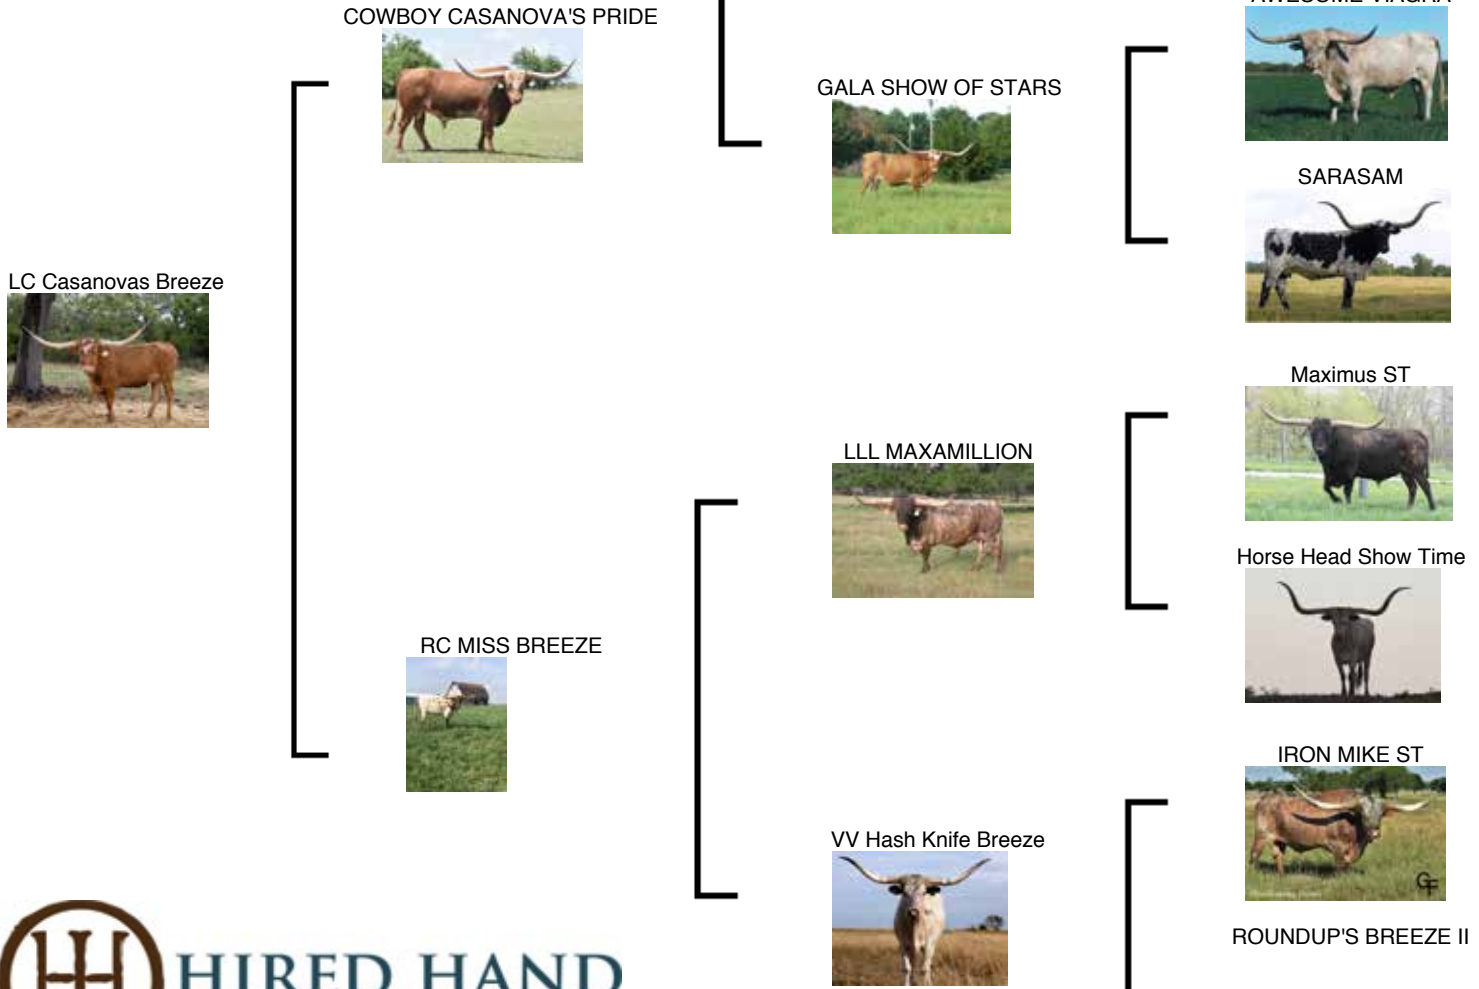 COWBOY CASANOVA'S PRIDE
GALA SHOW OF STARS
SARASAM
LC Casanovas Breeze
Maximus ST
LLL MAXAMILLION
Horse Head Show Time
RC MISS BREEZE
IRON MIKE ST
VV Hash Knife Breeze
GF
ROUNDUP'S BREEZE II
HIRED HAND